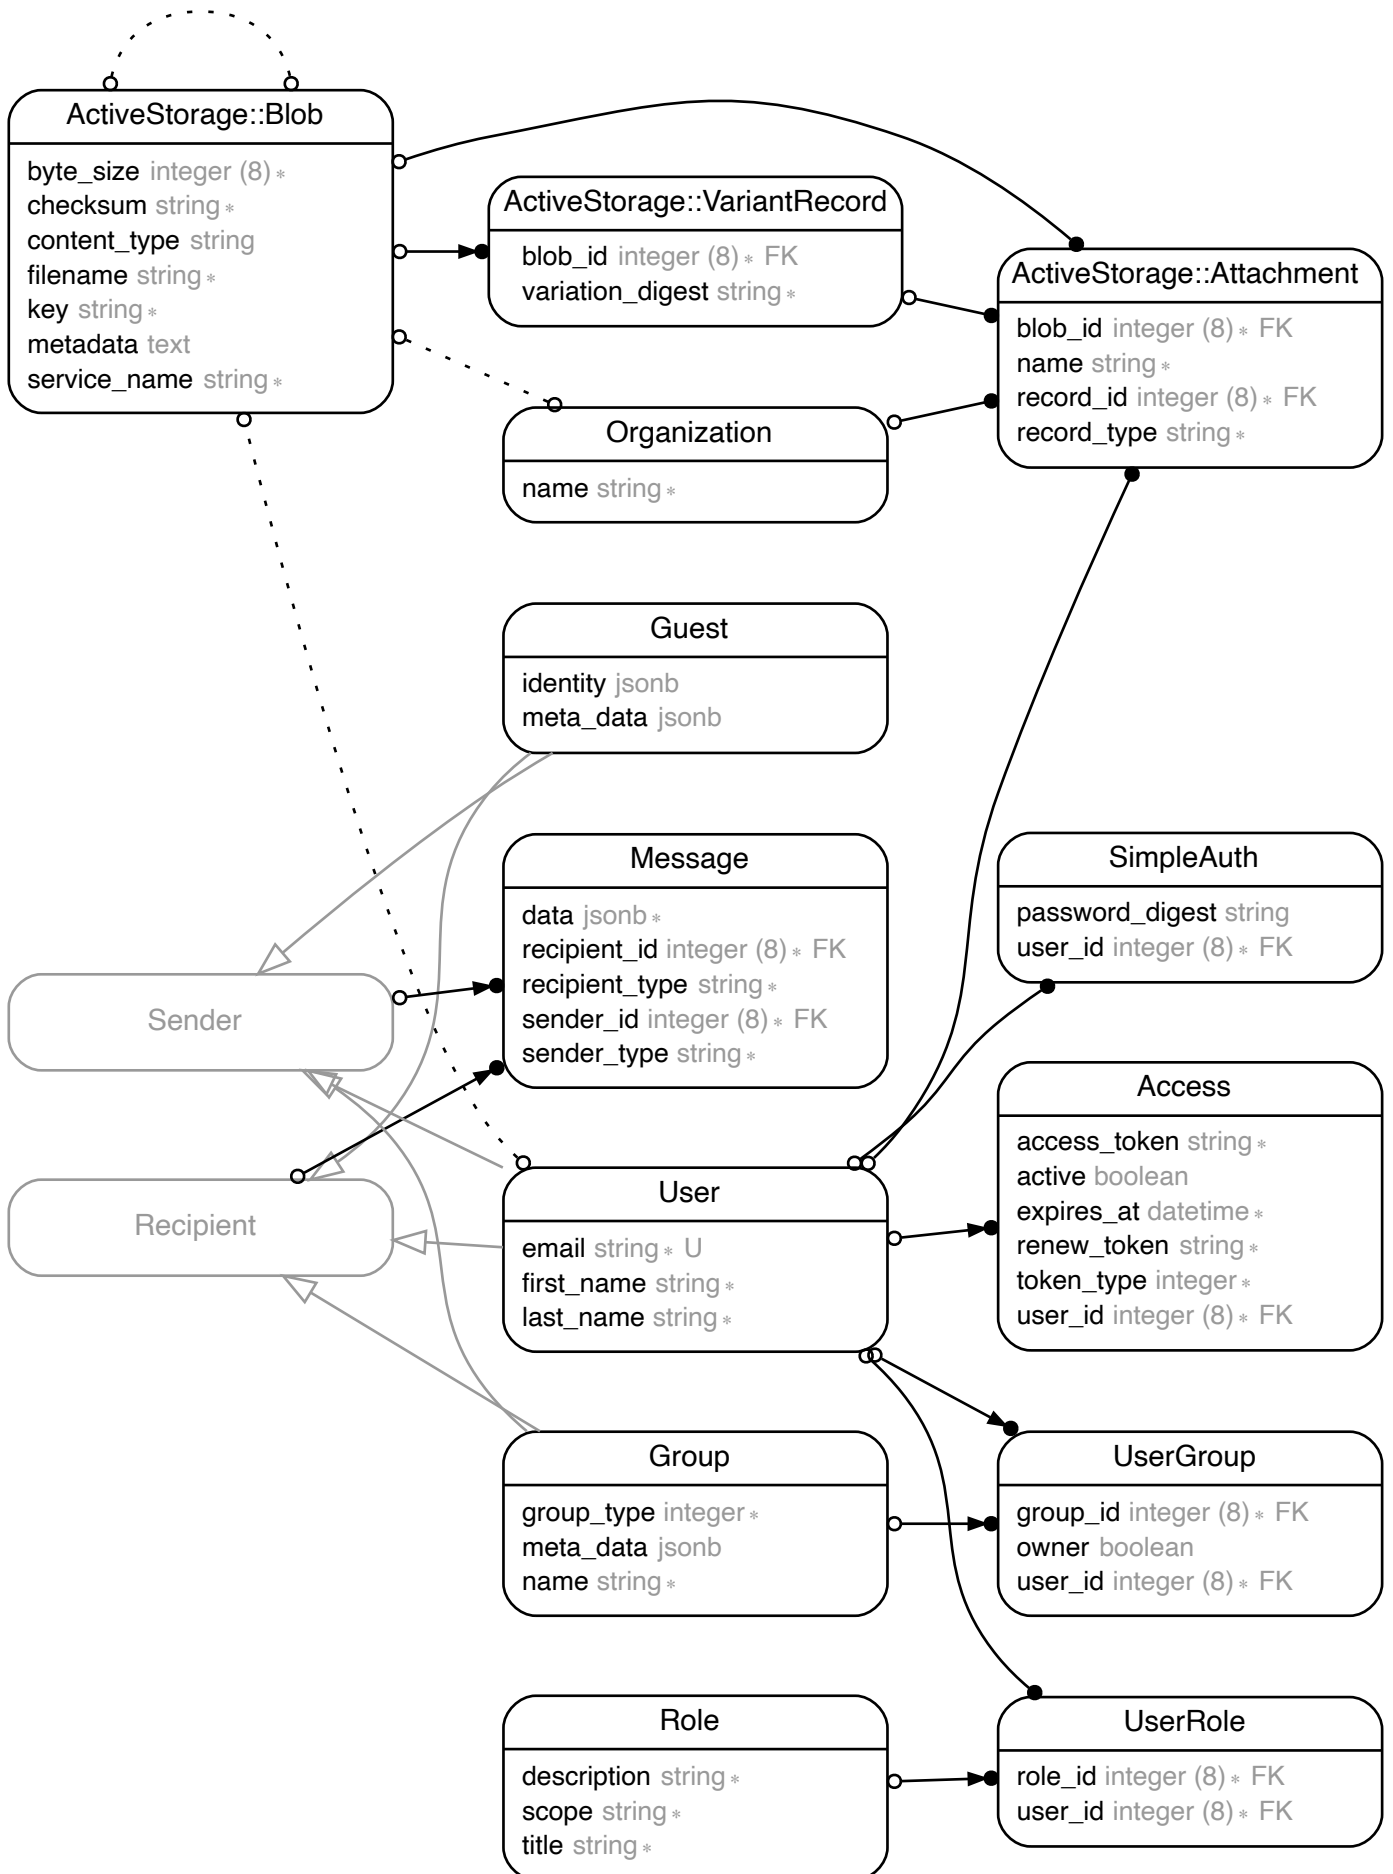 ActiveStorage::Blob
byte_size integer (8) ∗
checksum string ∗
content_type string
filename string ∗
key string ∗
metadata text
service_name string ∗
ActiveStorage::VariantRecord
blob_id integer (8) ∗ FK
variation_digest string ∗
ActiveStorage::Attachment
blob_id integer (8) ∗ FK
name string ∗
record_id integer (8) ∗ FK
record_type string ∗
Organization
name string ∗
Guest
identity jsonb
meta_data jsonb
Message
data jsonb ∗
recipient_id integer (8) ∗ FK
recipient_type string ∗
sender_id integer (8) ∗ FK
sender_type string ∗
SimpleAuth
password_digest string
user_id integer (8) ∗ FK
Sender
Recipient
Access
access_token string ∗
active boolean
expires_at datetime ∗
renew_token string ∗
token_type integer ∗
user_id integer (8) ∗ FK
User
email string ∗ U
first_name string ∗
last_name string ∗
Group
group_type integer ∗
meta_data jsonb
name string ∗
UserGroup
group_id integer (8) ∗ FK
owner boolean
user_id integer (8) ∗ FK
Role
description string ∗
scope string ∗
title string ∗
UserRole
role_id integer (8) ∗ FK
user_id integer (8) ∗ FK